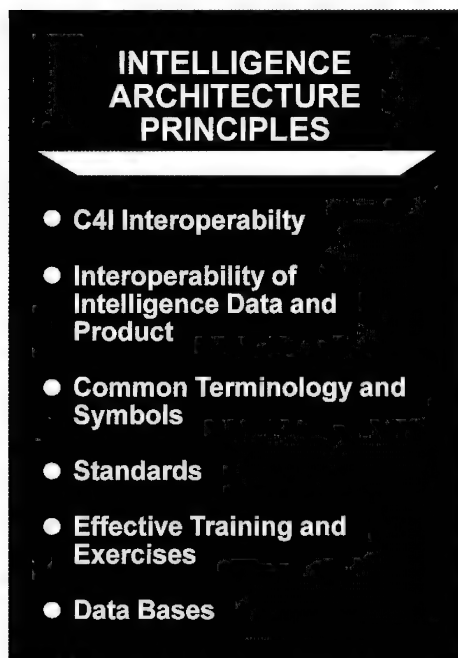 INTELLIGENCE
ARCHITECTURE
PRINCIPLES
● C4I Interoperabilty
● Interoperability of
Intelligence Data and
Product
● Common Terminology and
Symbols
● Standards
● Effective Training and
Exercises
● Data Bases